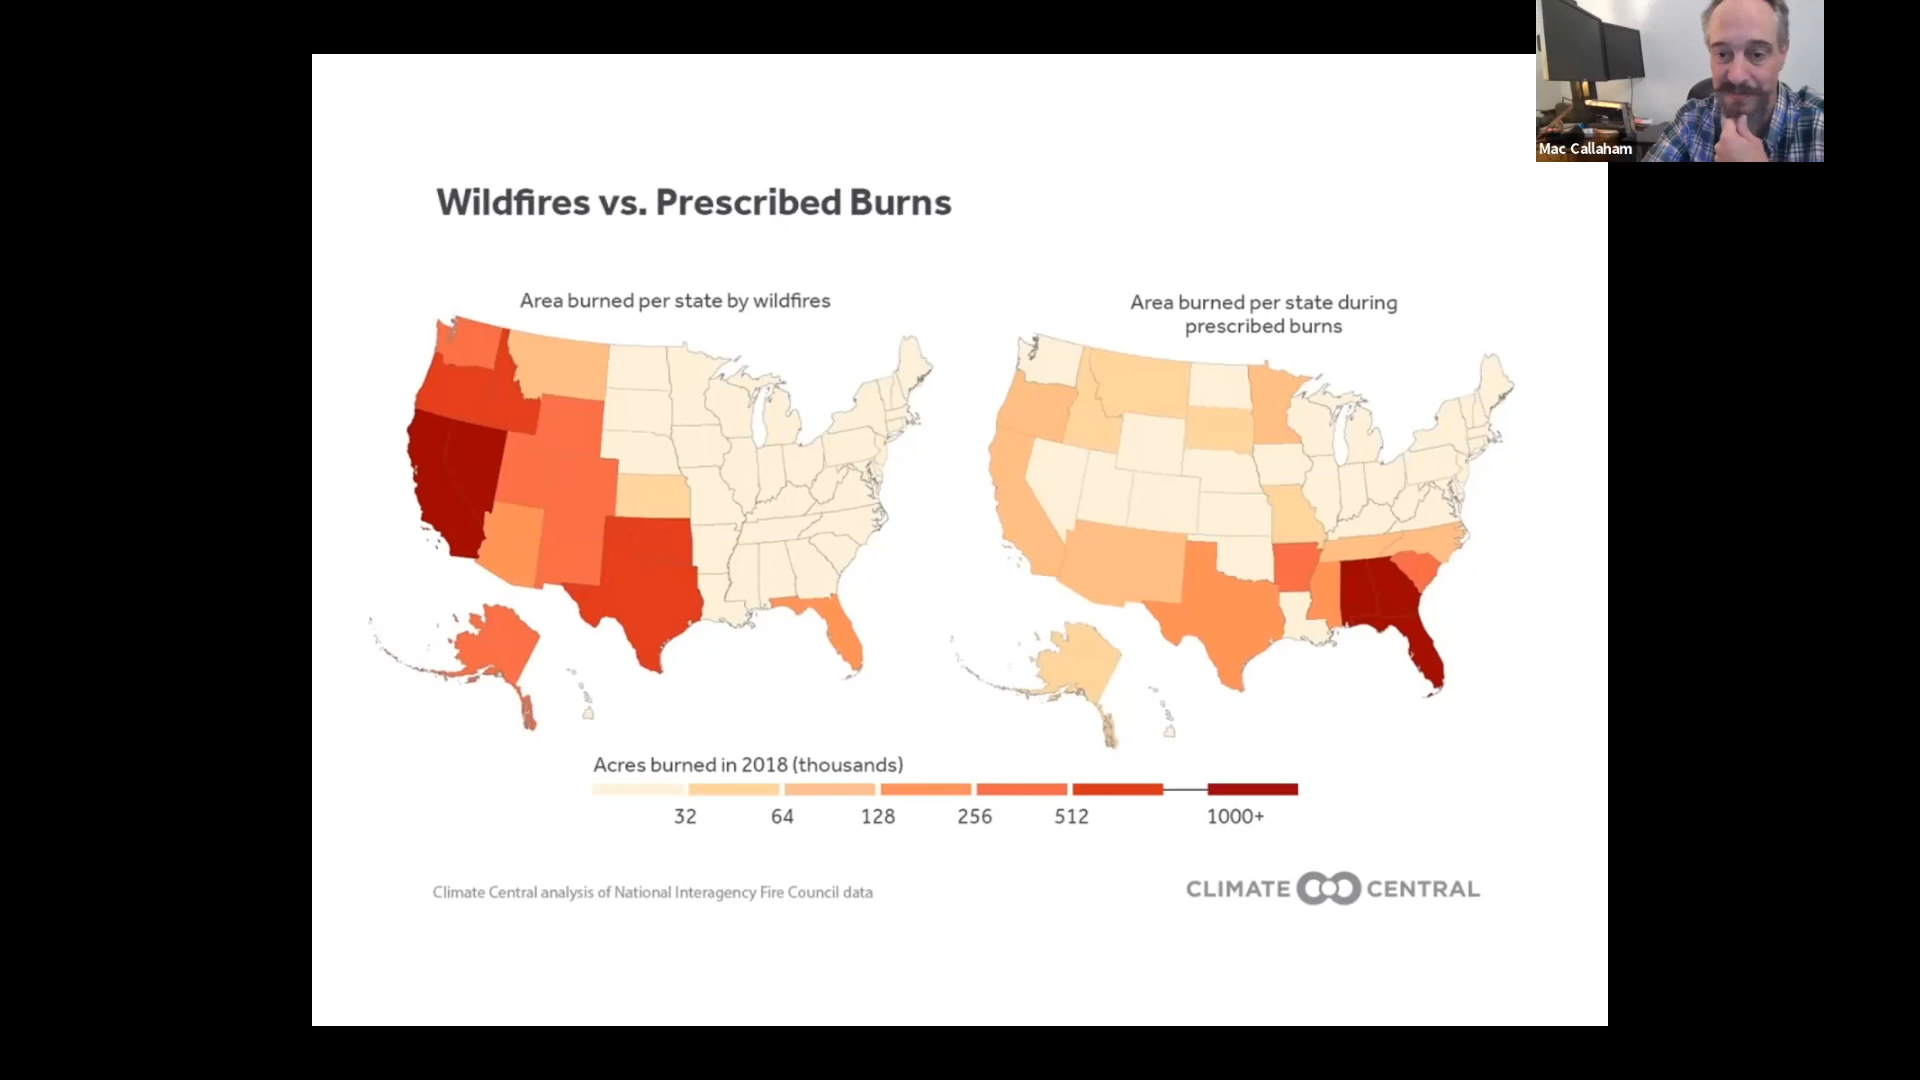 Mac Callaham
Wildfires vs. Prescribed Burns
Area burned per state by wildfires
Area burned per state during
prescribed burns
Acres burned in 2018 (thousands)
32 64 128 256 512 1000+
Climate Central analysis of National Interagency Fire Council data
CLIMATE CENTRAL